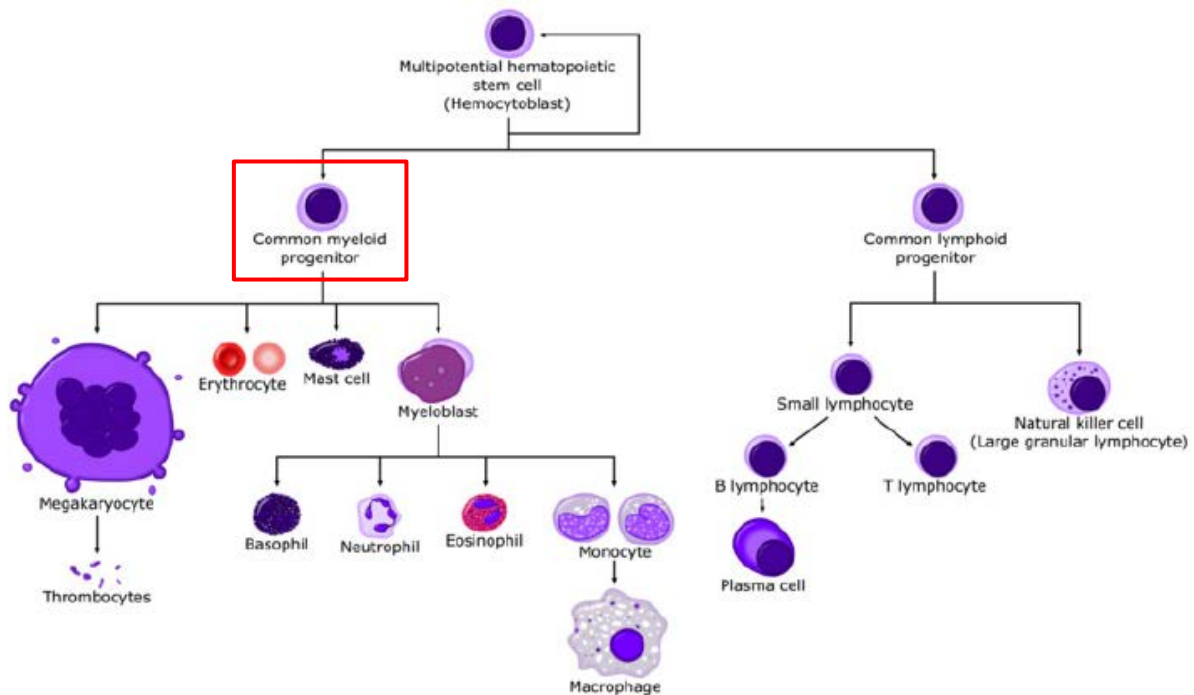 Multipotential hematopoietic
stem cell
(Hemocytoblast)
Common myeloid
progenitor
Common lymphoid
progenitor
Erythrocyte
Mast cell
Myeloblast
Small lymphocyte
Natural killer cell
(Large granular lymphocyte)
Megakaryocyte
B lymphocyte
T lymphocyte
Basophil
Neutrophil
Eosinophil
Monocyte
Thrombocytes
Plasma cell
Macrophage